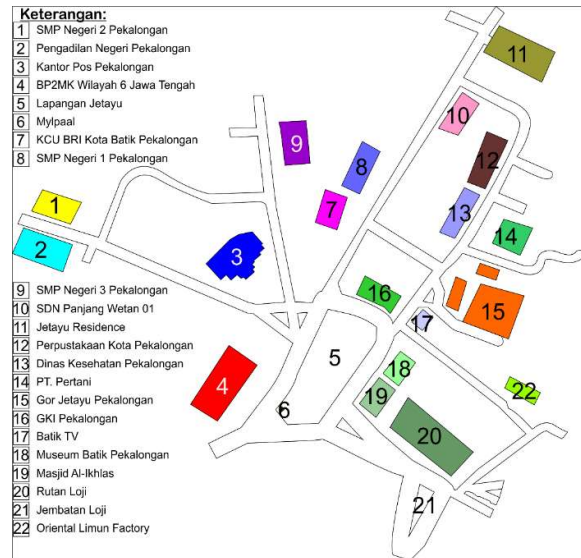 Keterangan:
1 SMP Negeri 2 Pekalongan
2 Pengadilan Negeri Pekalongan
3 Kantor Pos Pekalongan
4 BP2MK Wilayah 6 Jawa Tengah
5 Lapangan Jetayu
6 Mylpaal
7 KCU BRI Kota Batik Pekalongan
8 SMP Negeri 1 Pekalongan
9 SMP Negeri 3 Pekalongan
10 SDN Panjang Wetan 01
11 Jetayu Residence
12 Perpustakaan Kota Pekalongan
13 Dinas Kesehatan Pekalongan
14 PT. Pertani
15 Gor Jetayu Pekalongan
16 GKI Pekalongan
17 Batik TV
18 Museum Batik Pekalongan
19 Masjid Al-Ikhlas
20 Rutan Loji
21 Jembatan Loji
22 Oriental Limun Factory
11
10
9
8
12
7
13
1
2
3
14
16
15
17
5
18
4
19
22
6
20
21